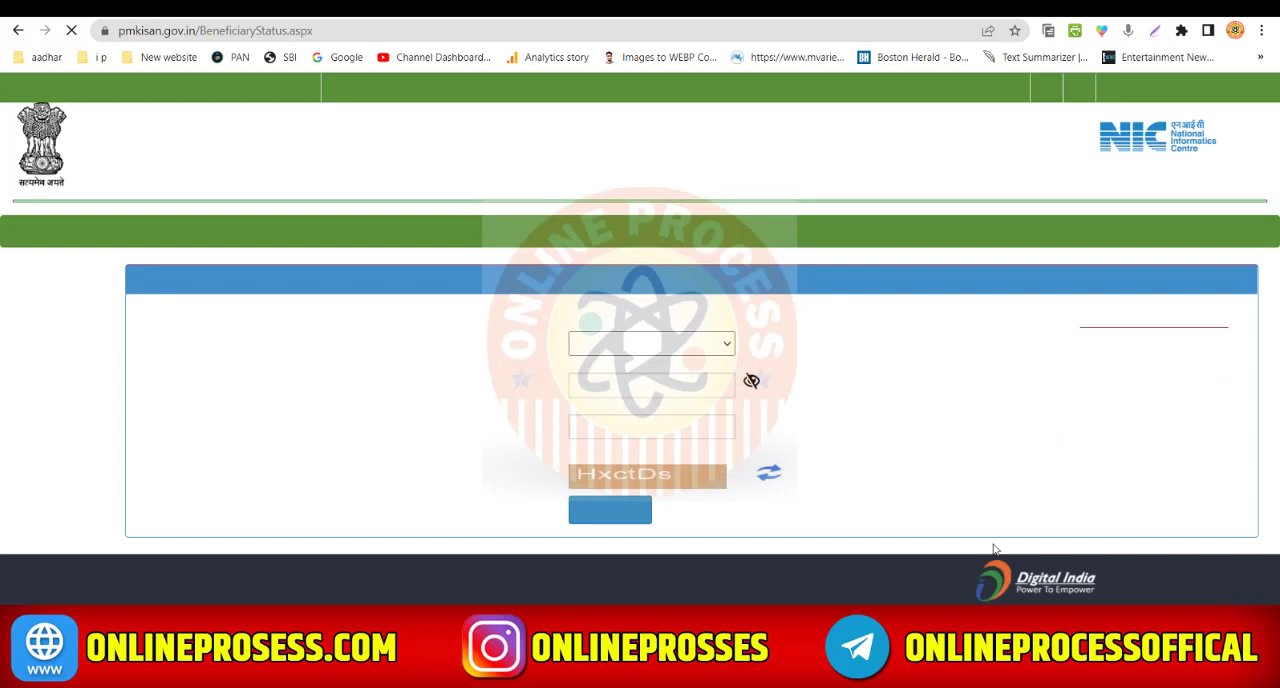 pmkisan.gov.in/BeneficiaryStatus.aspx
aadhar
i p
New website
PAN
SBI
Google
Channel Dashboard...
Analytics story
Images to WEBP Co...
https://www.mvarie...
Boston Herald - Bo...
Text Summarizer |...
Entertainment New...
»
सत्यमेव जयते
NIC
एन आई सी
National
Informatics
Centre
ONLINE PROCESS
HxctDs
Digital India
Power To Empower
WWW
ONLINEPROSESS.COM
ONLINEPROSSES
ONLINEPROCESSOFFICAL